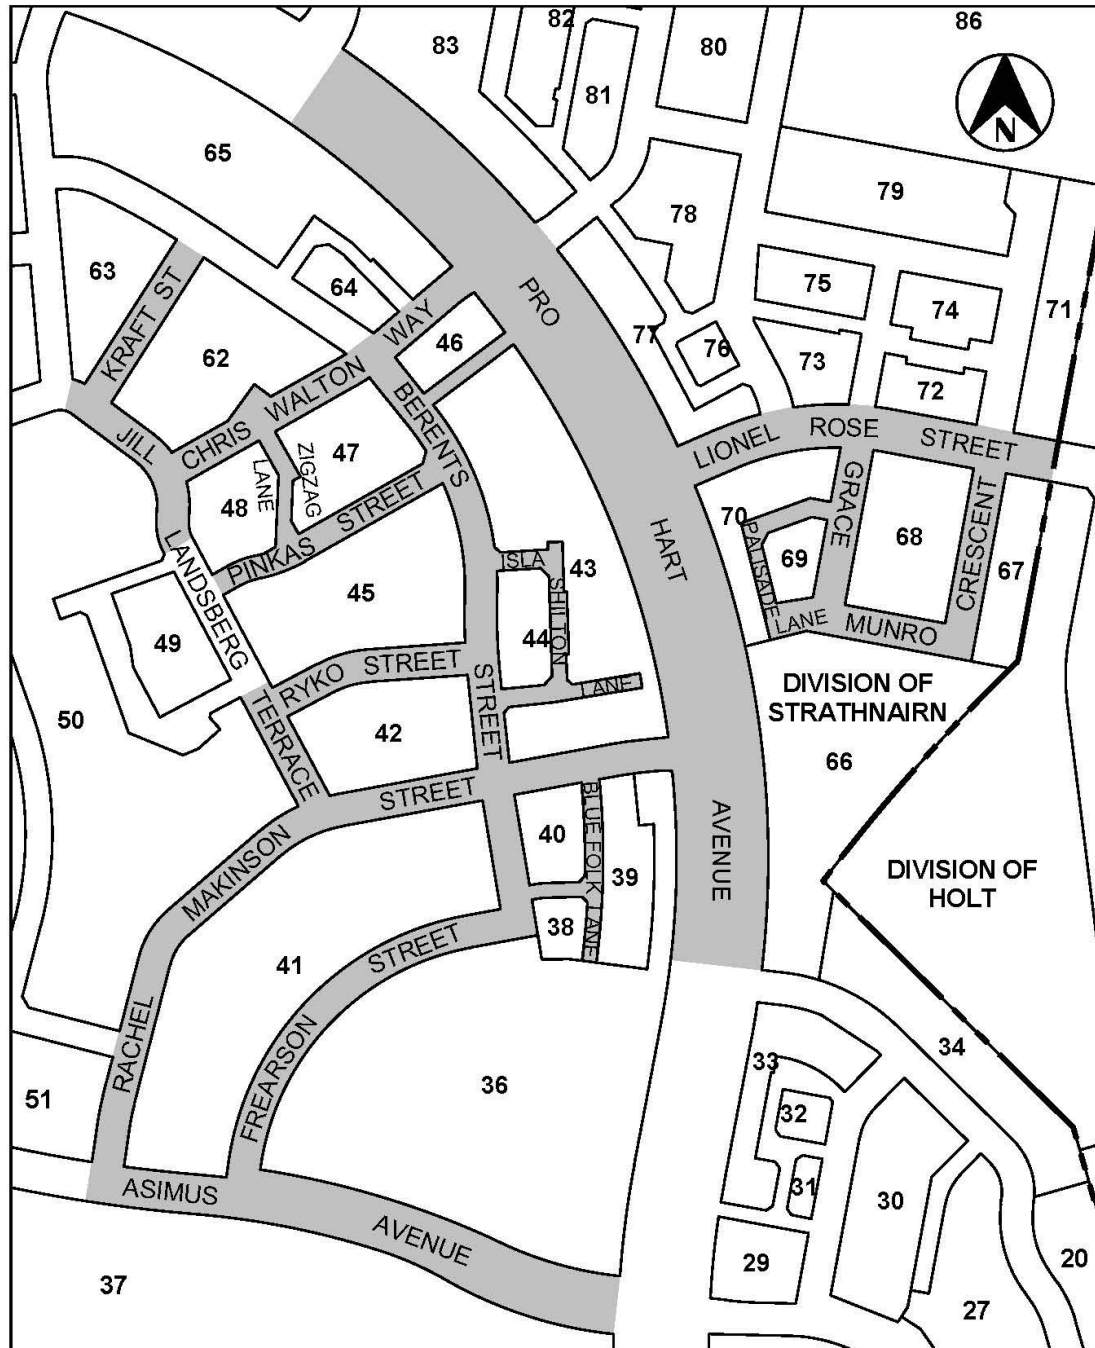 82
86
83
80
81
N
65
79
78
63
KRAFT ST
64
PRO
75
74
71
77
76
73
72
62
46
CHRIS WALTON WAY
JILL
LANDSBERG
TERRACE
BERENTS
STREET
47
ZIGZAG
LANE
48
PINKAS STREET
LIONEL ROSE STREET
HART
70
GRACE
68
CRESCENT
67
PALISADE
69
LANE
MUNRO
ISLA
43
SHILTON
44
LANE
45
49
RYKO STREET
50
42
DIVISION OF
STRATHNAIRN
66
STREET
MAKINSON
RACHEL
AVENUE
40
BLUE FOLK LANE
39
38
DIVISION OF
HOLT
41
STREET
FREARSON
36
34
33
32
31
30
51
ASIMUS
AVENUE
29
20
37
27